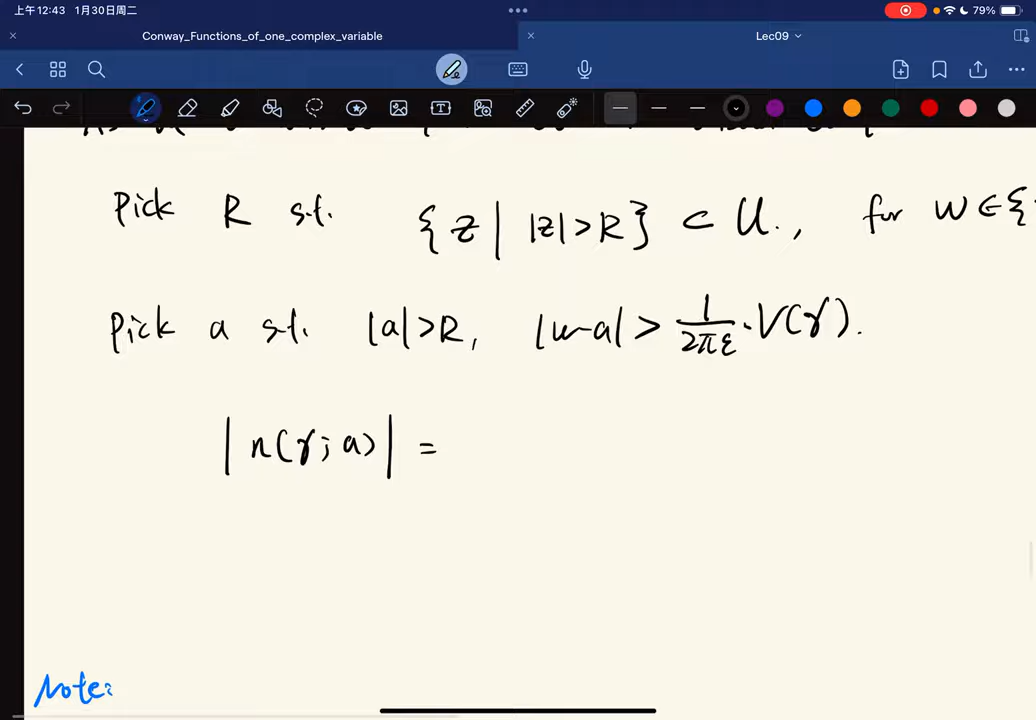 上午12:43 1月30日周二
79%
Conway_Functions_of_one_complex_variable
Lec09
Pick R s.t. {z | |z|>R} ⊂ U., for w∈{
Pick a s.t. |a|>R, |w-a| > 1/(2πε) · V(γ).
|n(γ; a)| =
Note: